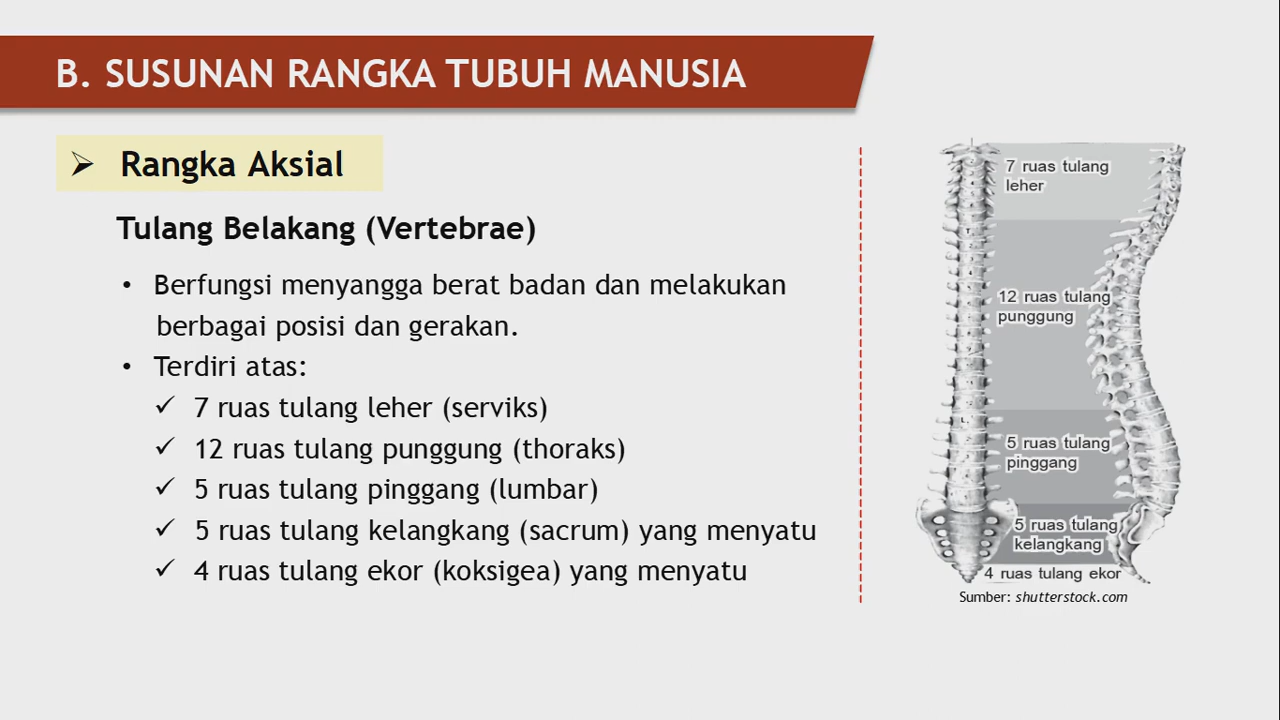 B. SUSUNAN RANGKA TUBUH MANUSIA
➢ Rangka Aksial
Tulang Belakang (Vertebrae)
• Berfungsi menyangga berat badan dan melakukan
berbagai posisi dan gerakan.
• Terdiri atas:
✓ 7 ruas tulang leher (serviks)
✓ 12 ruas tulang punggung (thoraks)
✓ 5 ruas tulang pinggang (lumbar)
✓ 5 ruas tulang kelangkang (sacrum) yang menyatu
✓ 4 ruas tulang ekor (koksigea) yang menyatu
7 ruas tulang
leher
12 ruas tulang
punggung
5 ruas tulang
pinggang
5 ruas tulang
kelangkang
4 ruas tulang ekor
Sumber: shutterstock.com